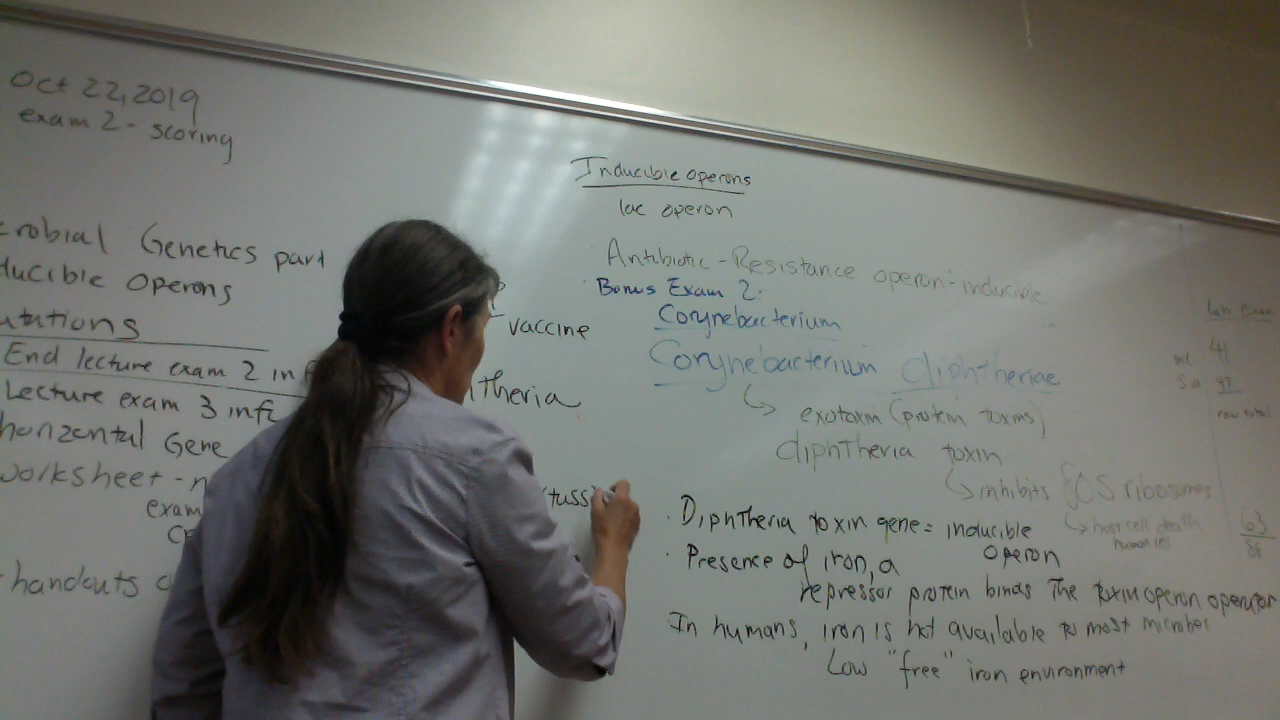 Oct 22, 2019
exam 2 - scoring
crobial Genetics part
ducible Operons
utations
End lecture exam 2 in
Lecture exam 3 inf
horizontal Gene
worksheet -
exam
handouts
vaccine
theria
tuss
Inducible operons
lac operon
Antibiotic-Resistance operon-inducible
Bonus Exam 2:
Corynebacterium
Corynebacterium diphtheriae
exotoxin (protein toxins)
diphtheria toxin
inhibits 80S ribosomes
host cell death
Diphtheria toxin gene = inducible
operon
Presence of iron, a
repressor protein binds the toxin operon operator
In humans, iron is not available to most microbes
Low "free" iron environment
Exam
MC 41
SA 97
raw total
63